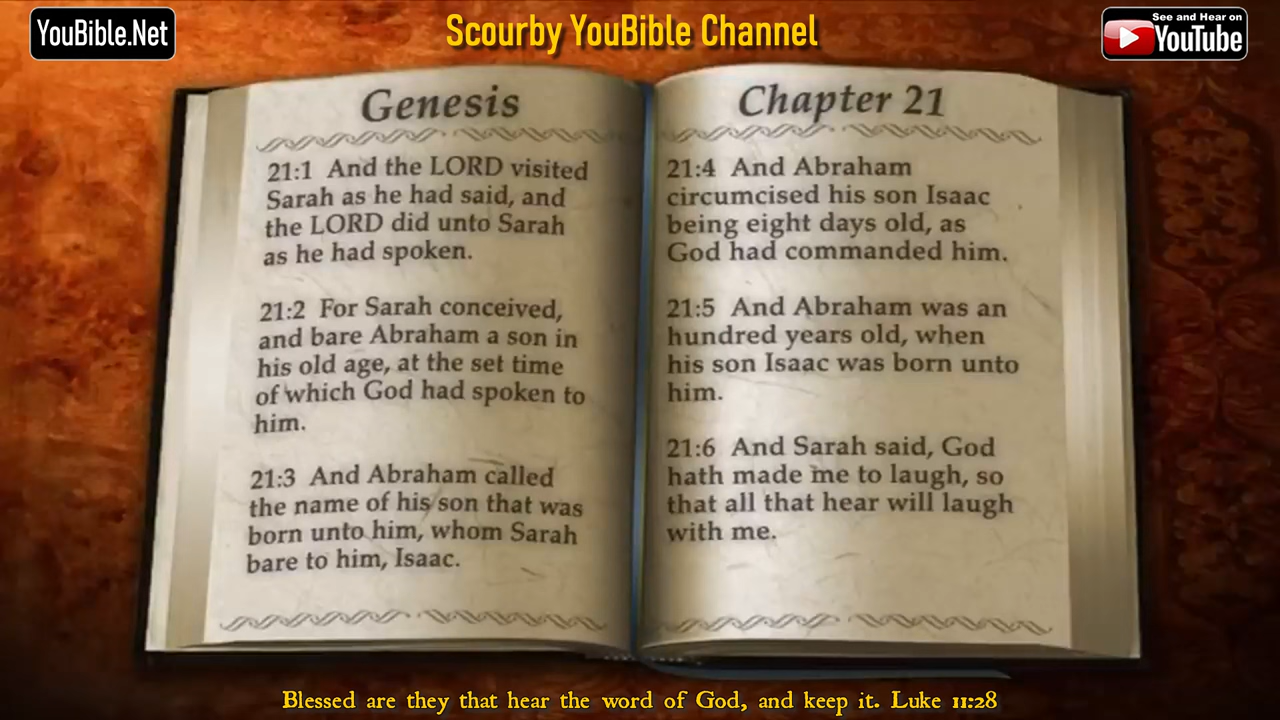 YouBible.Net
Scourby YouBible Channel
See and Hear on
YouTube
Genesis
21:1 And the LORD visited
Sarah as he had said, and
the LORD did unto Sarah
as he had spoken.
21:2 For Sarah conceived,
and bare Abraham a son in
his old age, at the set time
of which God had spoken to
him.
21:3 And Abraham called
the name of his son that was
born unto him, whom Sarah
bare to him, Isaac.
Chapter 21
21:4 And Abraham
circumcised his son Isaac
being eight days old, as
God had commanded him.
21:5 And Abraham was an
hundred years old, when
his son Isaac was born unto
him.
21:6 And Sarah said, God
hath made me to laugh, so
that all that hear will laugh
with me.
Blessed are they that hear the word of God, and keep it. Luke 11:28